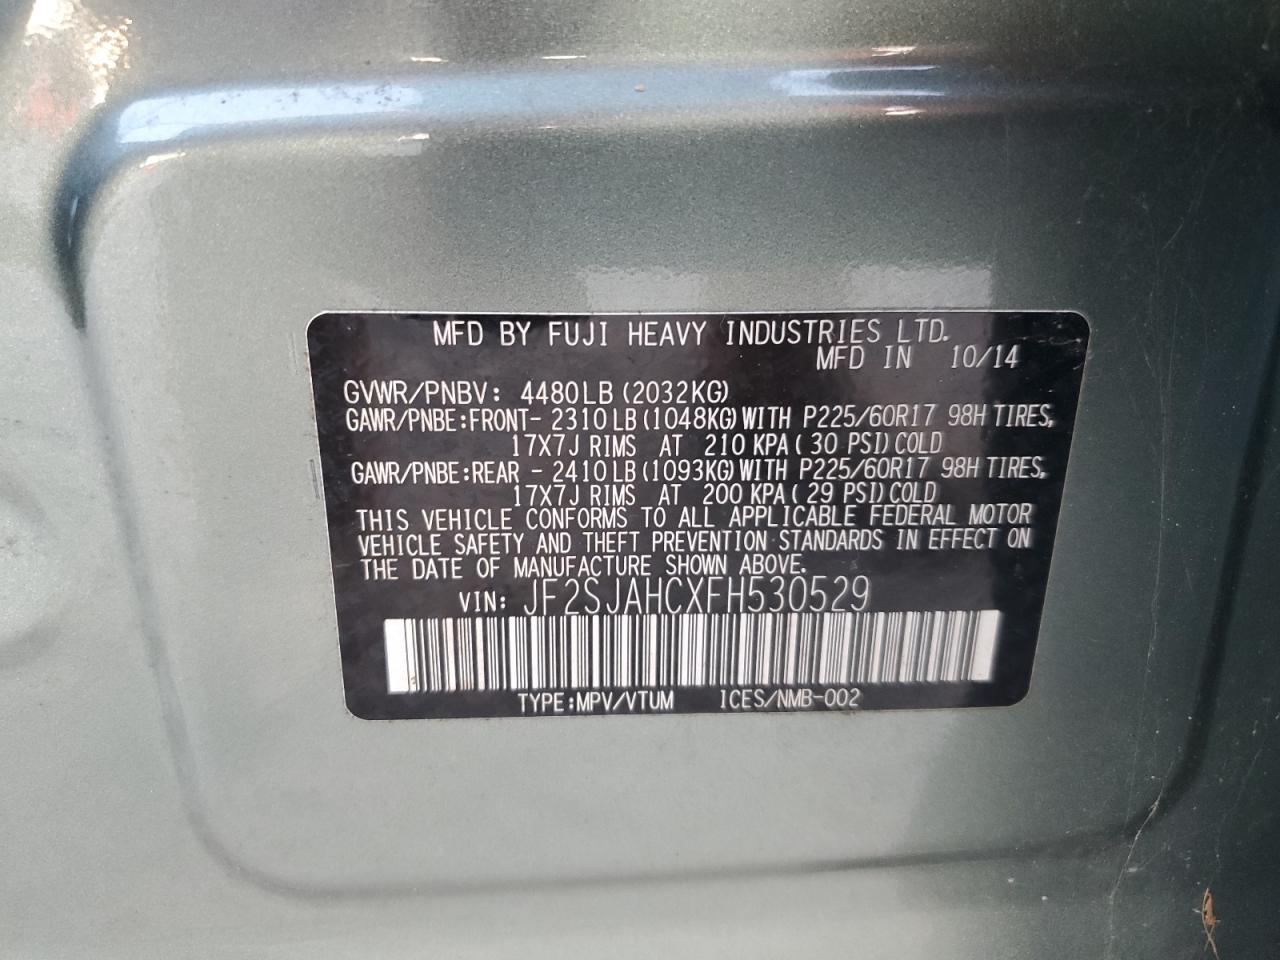 MFD BY FUJI HEAVY INDUSTRIES LTD.
MFD IN 10/14
GVWR/PNBV: 4480LB (2032KG)
GAWR/PNBE:FRONT- 2310LB (1048KG) WITH P225/60R17 98H TIRES,
17X7J RIMS AT 210 KPA ( 30 PSI) COLD
GAWR/PNBE:REAR - 2410LB (1093KG) WITH P225/60R17 98H TIRES,
17X7J RIMS AT 200 KPA ( 29 PSI) COLD
THIS VEHICLE CONFORMS TO ALL APPLICABLE FEDERAL MOTOR
VEHICLE SAFETY AND THEFT PREVENTION STANDARDS IN EFFECT ON
THE DATE OF MANUFACTURE SHOWN ABOVE.
VIN: JF2SJAHCXFH530529
TYPE:MPV/VTUM ICES/NMB-002